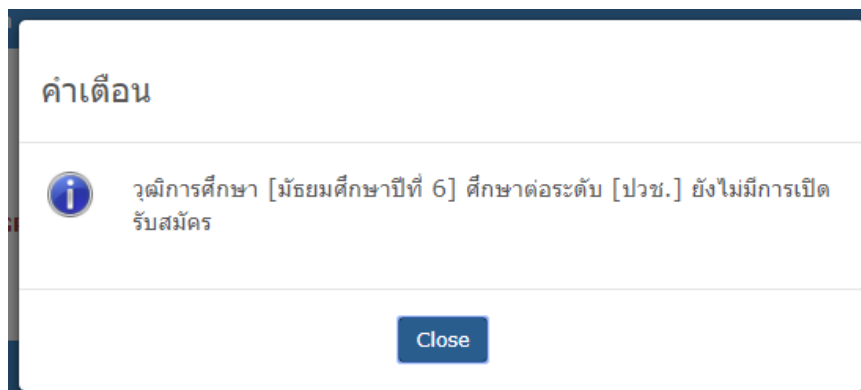 คำเตือน
วุฒิการศึกษา [มัธยมศึกษาปีที่ 6] ศึกษาต่อระดับ [ปวช.] ยังไม่มีการเปิด
รับสมัคร
Close